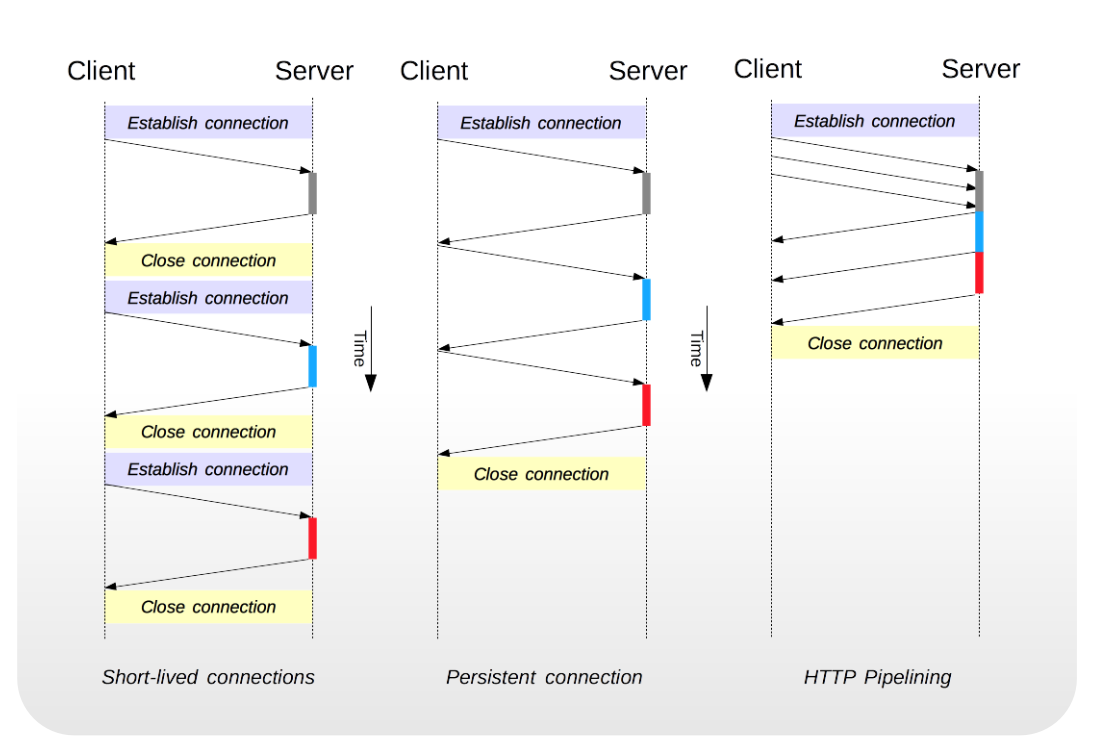 Client Server Client Server Client Server
Establish connection
Close connection
Establish connection
Close connection
Establish connection
Close connection
Short-lived connections
Time
Establish connection
Close connection
Persistent connection
Time
Establish connection
Close connection
HTTP Pipelining